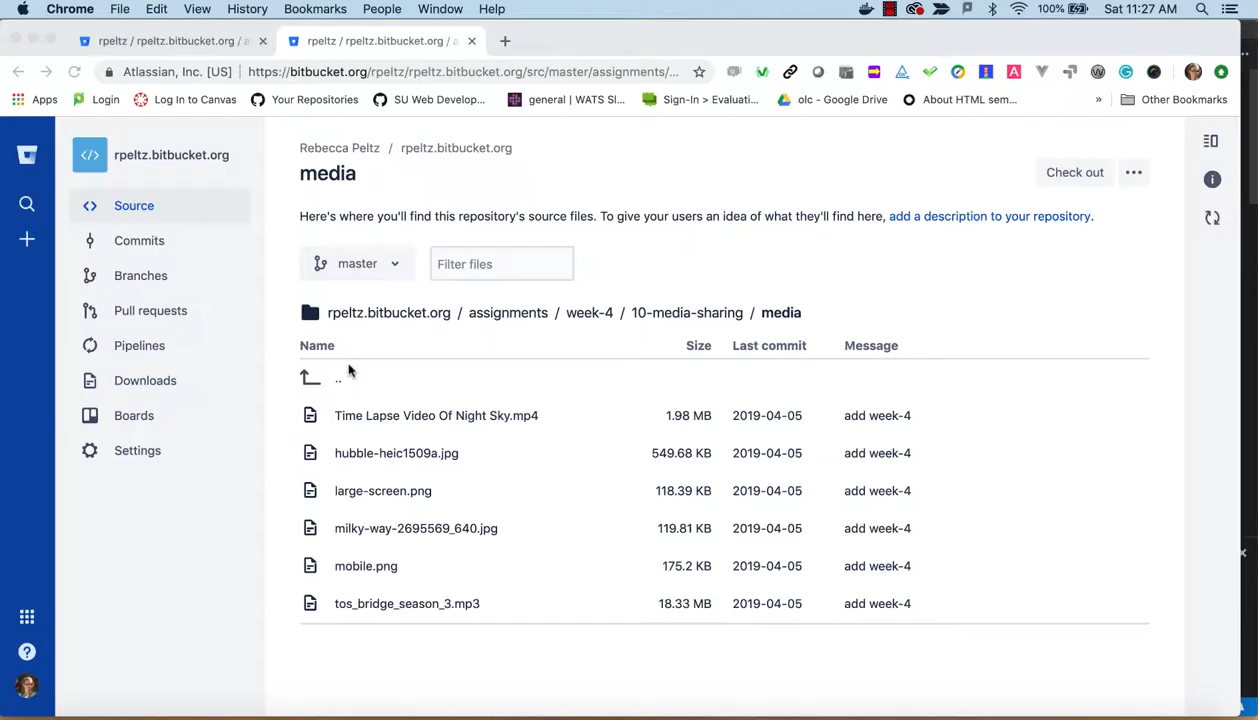 Chrome File Edit View History Bookmarks People Window Help 100% Sat 11:27 AM
rpeltz / rpeltz.bitbucket.org / a rpeltz / rpeltz.bitbucket.org / a
Atlassian, Inc. [US] https://bitbucket.org/rpeltz/rpeltz.bitbucket.org/src/master/assignments/...
Apps Login Log In to Canvas Your Repositories SU Web Develop... general | WATS Sl... Sign-In > Evaluati... olc - Google Drive About HTML sem... » Other Bookmarks
rpeltz.bitbucket.org
Source
Commits
Branches
Pull requests
Pipelines
Downloads
Boards
Settings
Rebecca Peltz / rpeltz.bitbucket.org
media
Check out
Here's where you'll find this repository's source files. To give your users an idea of what they'll find here, add a description to your repository.
master Filter files
rpeltz.bitbucket.org / assignments / week-4 / 10-media-sharing / media
Name Size Last commit Message
..
Time Lapse Video Of Night Sky.mp4 1.98 MB 2019-04-05 add week-4
hubble-heic1509a.jpg 549.68 KB 2019-04-05 add week-4
large-screen.png 118.39 KB 2019-04-05 add week-4
milky-way-2695569_640.jpg 119.81 KB 2019-04-05 add week-4
mobile.png 175.2 KB 2019-04-05 add week-4
tos_bridge_season_3.mp3 18.33 MB 2019-04-05 add week-4